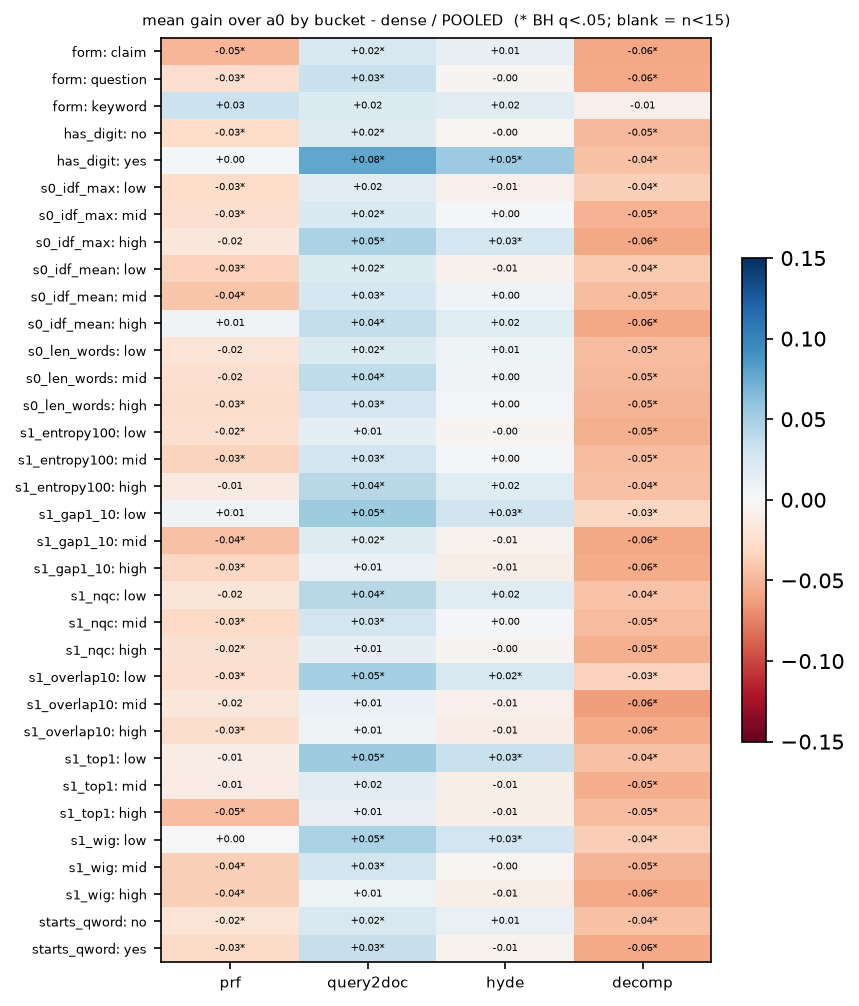 mean gain over a0 by bucket - dense / POOLED  (* BH q<.05; blank = n<15)
form: claim -0.05* +0.02* +0.01 -0.06*
form: question -0.03* +0.03* -0.00 -0.06*
form: keyword +0.03 +0.02 +0.02 -0.01
has_digit: no -0.03* +0.02* -0.00 -0.05*
has_digit: yes +0.00 +0.08* +0.05* -0.04*
s0_idf_max: low -0.03* +0.02 -0.01 -0.04*
s0_idf_max: mid -0.03* +0.02* +0.00 -0.05*
s0_idf_max: high -0.02 +0.05* +0.03* -0.06*
s0_idf_mean: low -0.03* +0.02* -0.01 -0.04*
s0_idf_mean: mid -0.04* +0.03* +0.00 -0.05*
s0_idf_mean: high +0.01 +0.04* +0.02 -0.06*
s0_len_words: low -0.02 +0.02* +0.01 -0.05*
s0_len_words: mid -0.02 +0.04* +0.00 -0.05*
s0_len_words: high -0.03* +0.03* +0.00 -0.05*
s1_entropy100: low -0.02* +0.01 -0.00 -0.05*
s1_entropy100: mid -0.03* +0.03* +0.00 -0.05*
s1_entropy100: high -0.01 +0.04* +0.02 -0.04*
s1_gap1_10: low +0.01 +0.05* +0.03* -0.03*
s1_gap1_10: mid -0.04* +0.02* -0.01 -0.06*
s1_gap1_10: high -0.03* +0.01 -0.01 -0.06*
s1_nqc: low -0.02 +0.04* +0.02 -0.04*
s1_nqc: mid -0.03* +0.03* +0.00 -0.05*
s1_nqc: high -0.02* +0.01 -0.00 -0.05*
s1_overlap10: low -0.03* +0.05* +0.02* -0.03*
s1_overlap10: mid -0.02 +0.01 -0.01 -0.06*
s1_overlap10: high -0.03* +0.01 -0.01 -0.06*
s1_top1: low -0.01 +0.05* +0.03* -0.04*
s1_top1: mid -0.01 +0.02 -0.01 -0.05*
s1_top1: high -0.05* +0.01 -0.01 -0.05*
s1_wig: low +0.00 +0.05* +0.03* -0.04*
s1_wig: mid -0.04* +0.03* -0.00 -0.05*
s1_wig: high -0.04* +0.01 -0.01 -0.06*
starts_qword: no -0.02* +0.02* +0.01 -0.04*
starts_qword: yes -0.03* +0.03* -0.01 -0.06*
prf query2doc hyde decomp
0.15
0.10
0.05
0.00
−0.05
−0.10
−0.15